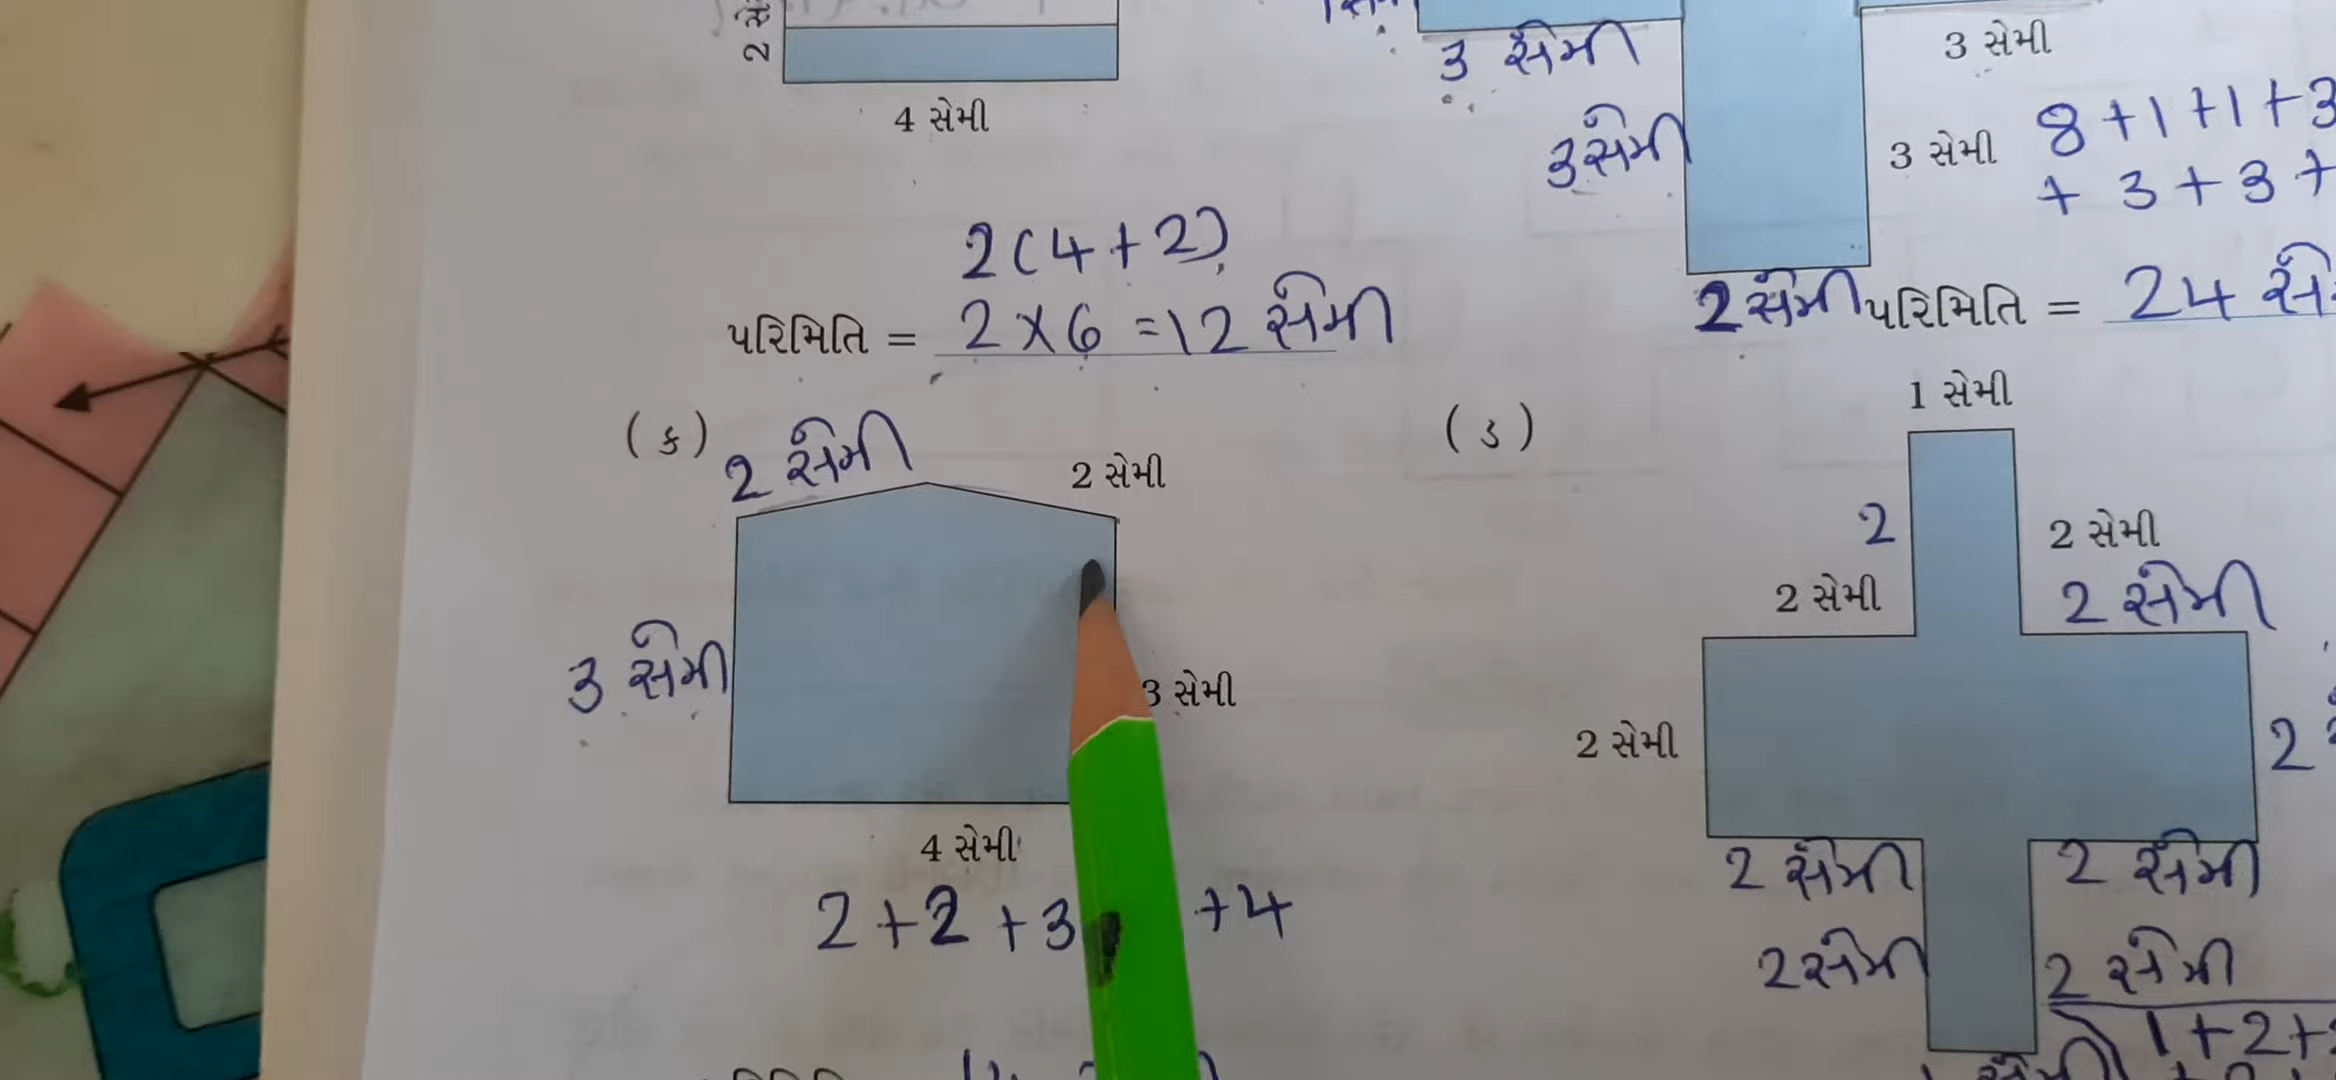 2
4 સેમી
2(4+2)
પરિમિતિ = 2×6 =12 સેમી
3 સેમી
3 સેમી
3સેમી
3 સેમી
8+1+1+3
+ 3+3+
2સેમી
પરિમિતિ = 24
(ક)
2 સેમી
2 સેમી
3 સેમી
3 સેમી
4 સેમી
2+2+3 +4
(ડ)
1 સેમી
2
2 સેમી
2 સેમી
2 સેમી
2 સેમી
2
2 સેમી
2 સેમી
2સેમી
2 સેમી
1+2+